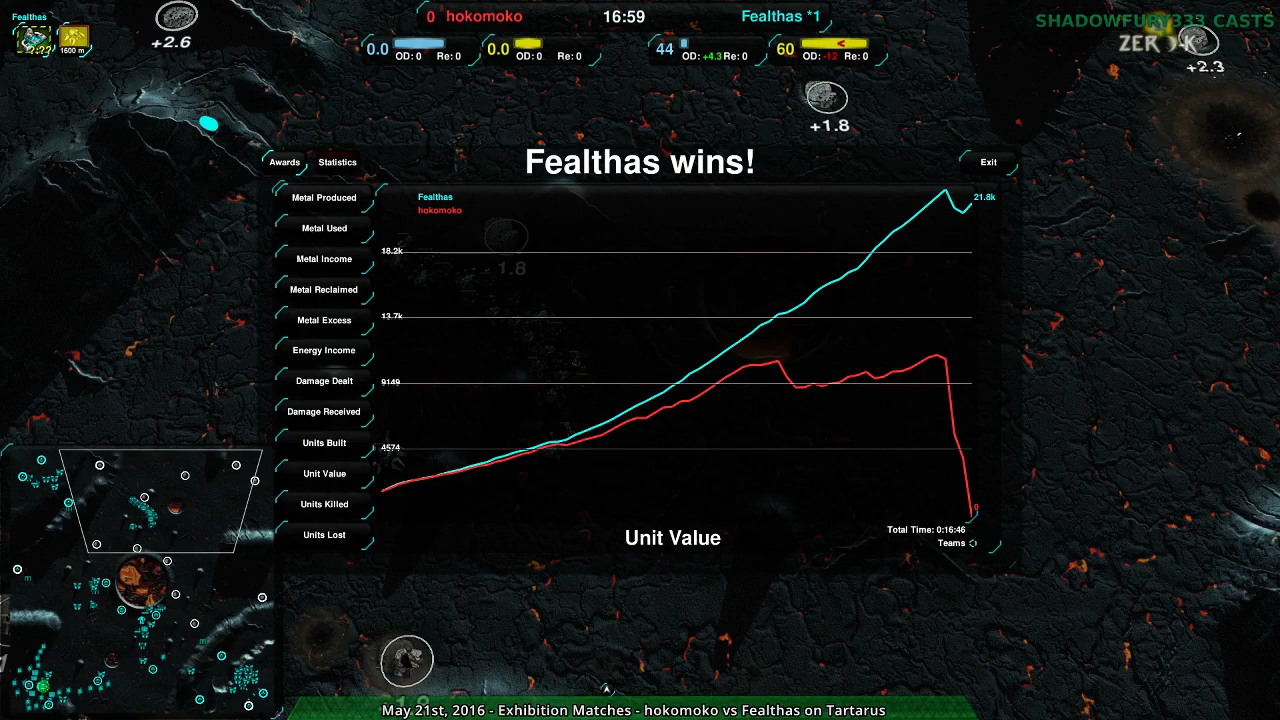 Fealthas
2:33
1600 m
+2.6
0 hokomoko
16:59
Fealthas *1
SHADOWFURY333 CASTS
ZERO-K
0.0
OD: 0 Re: 0
0.0
OD: 0 Re: 0
44
OD: +4.3 Re: 0
60
OD: -12 Re: 0
+2.3
+1.8
Awards
Statistics
Fealthas wins!
Exit
Metal Produced
Metal Used
Metal Income
Metal Reclaimed
Metal Excess
Energy Income
Damage Dealt
Damage Received
Units Built
Unit Value
Units Killed
Units Lost
Fealthas
hokomoko
21.8k
18.2k
1.8
13.7k
9149
4574
0
Unit Value
Total Time: 0:16:46
Teams
m
m
May 21st, 2016 - Exhibition Matches - hokomoko vs Fealthas on Tartarus